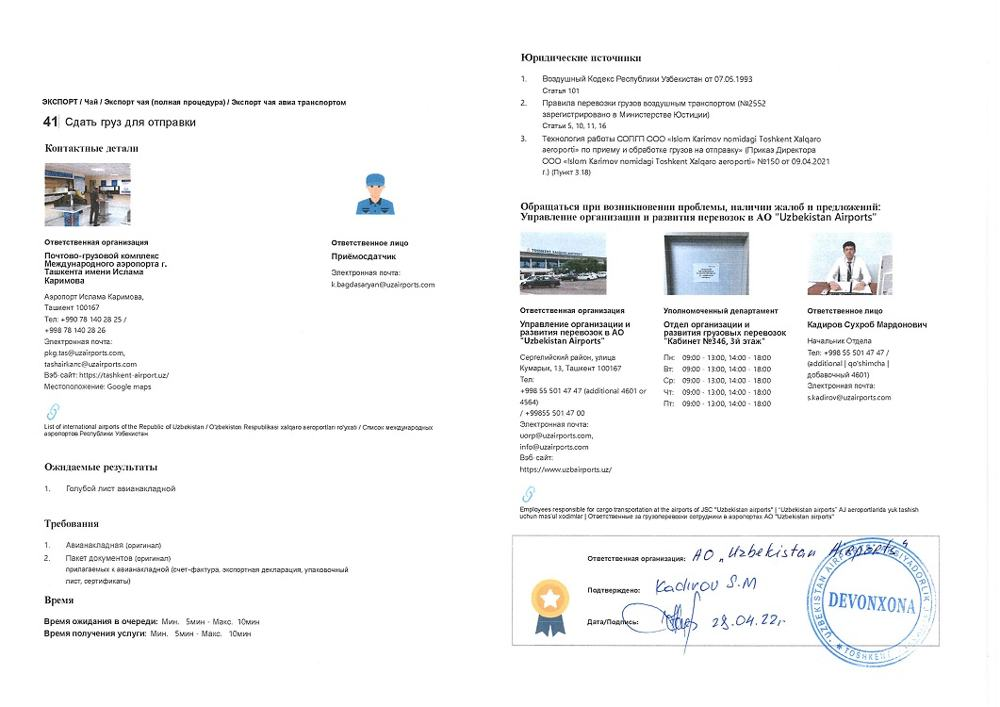 ЭКСПОРТ / Чай / Экспорт чая (полная процедура) / Экспорт чая авиа транспортом
41 Сдать груз для отправки
Контактные детали
Ответственная организация
Почтово-грузовой комплекс
Международного аэропорта г.
Ташкента имени Ислама
Каримова
Аэропорт Ислама Каримова,
Ташкент 100167
Тел: +990 78 140 28 25 /
+998 78 140 28 26
Электронная почта:
pkg.tas@uzairports.com,
tashairkanc@uzairports.com
Вэб сайт: https://tashkent-airport.uz/
Местоположение: Google maps
Ответственное лицо
Приёмосдатчик
Электронная почта:
k.bagdasaryan@uzairports.com
List of international airports of the Republic of Uzbekistan / O'zbekiston Respublikasi xalqaro aeroportlari ro'yxati / Список международных
аэропортов Республики Узбекистан
Ожидаемые результаты
1. Голубой лист авианакладной
Требования
1. Авианакладная (оригинал)
2. Пакет документов (оригинал)
прилагаемых к авианакладной (счет-фактура, экспортная декларация, упаковочный
лист, сертификаты)
Время
Время ожидания в очереди: Мин. 5мин - Макс. 10мин
Время получения услуги: Мин. 5мин - Макс. 10мин
Юридические источники
1. Воздушный Кодекс Республики Узбекистан от 07.05.1993
Статья 101
2. Правила перевозки грузов воздушным транспортом (№2552
зарегистрировано в Министерстве Юстиции)
Статьи 5, 10, 11, 16
3. Технология работы СОПГП ООО «Islom Karimov nomidagi Toshkent Xalqaro
aeroporti» по приему и обработке грузов на отправку» (Приказ Директора
ООО «Islom Karimov nomidagi Toshkent Xalqaro aeroporti» №150 от 09.04.2021
г.) (Пункт 3 18)
Обращаться при возникновении проблемы, наличии жалоб и предложений:
Управление организации и развития перевозок в АО "Uzbekistan Airports"
Ответственная организация
Управление организации и
развития перевозок в АО
"Uzbekistan Airports"
Сергелийский район, улица
Кумарык, 13, Ташкент 100167
Тел:
+998 55 501 47 47 (additional 4601 or
4564)
/ +99855 501 47 00
Электронная почта:
uorp@uzairports.com,
info@uzairports.com
Вэб сайт:
https://www.uzbairports.uz/
Уполномоченный департамент
Отдел организации и
развития грузовых перевозок
"Кабинет №346, 3й этаж"
Пн: 09:00 - 13:00, 14:00 - 18:00
Вт: 09:00 - 13:00, 14:00 - 18:00
Ср: 09:00 - 13:00, 14:00 - 18:00
Чт: 09:00 - 13:00, 14:00 - 18:00
Пт: 09:00 - 13:00, 14:00 - 18:00
Ответственное лицо
Кадиров Сухроб Мардонович
Начальник Отдела
Тел: +998 55 501 47 47 /
(additional | qo'shimcha |
добавочный 4601)
Электронная почта:
s.kadirov@uzairports.com
Employees responsible for cargo transportation at the airports of JSC "Uzbekistan airports" | "Uzbekistan airports" AJ aeroportlarida yuk tashish
uchun mas'ul xodimlar | Ответственные за грузоперевозки сотрудники в аэропортах АО "Uzbekistan airports"
Ответственная организация: АО „Uzbekistan Airports“
Подтверждено: Kadirov S.M
Дата/Подпись: 28.04.22г.
DEVONXONA